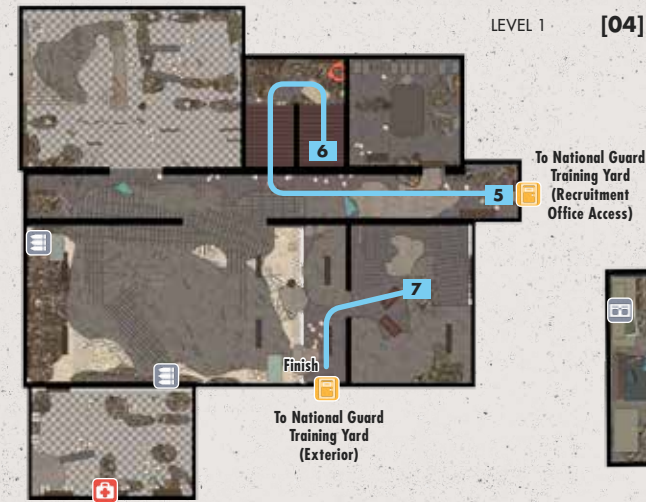 LEVEL 1 [04]
6
To National Guard
Training Yard
(Recruitment
Office Access)
5
7
Finish
To National Guard
Training Yard
(Exterior)